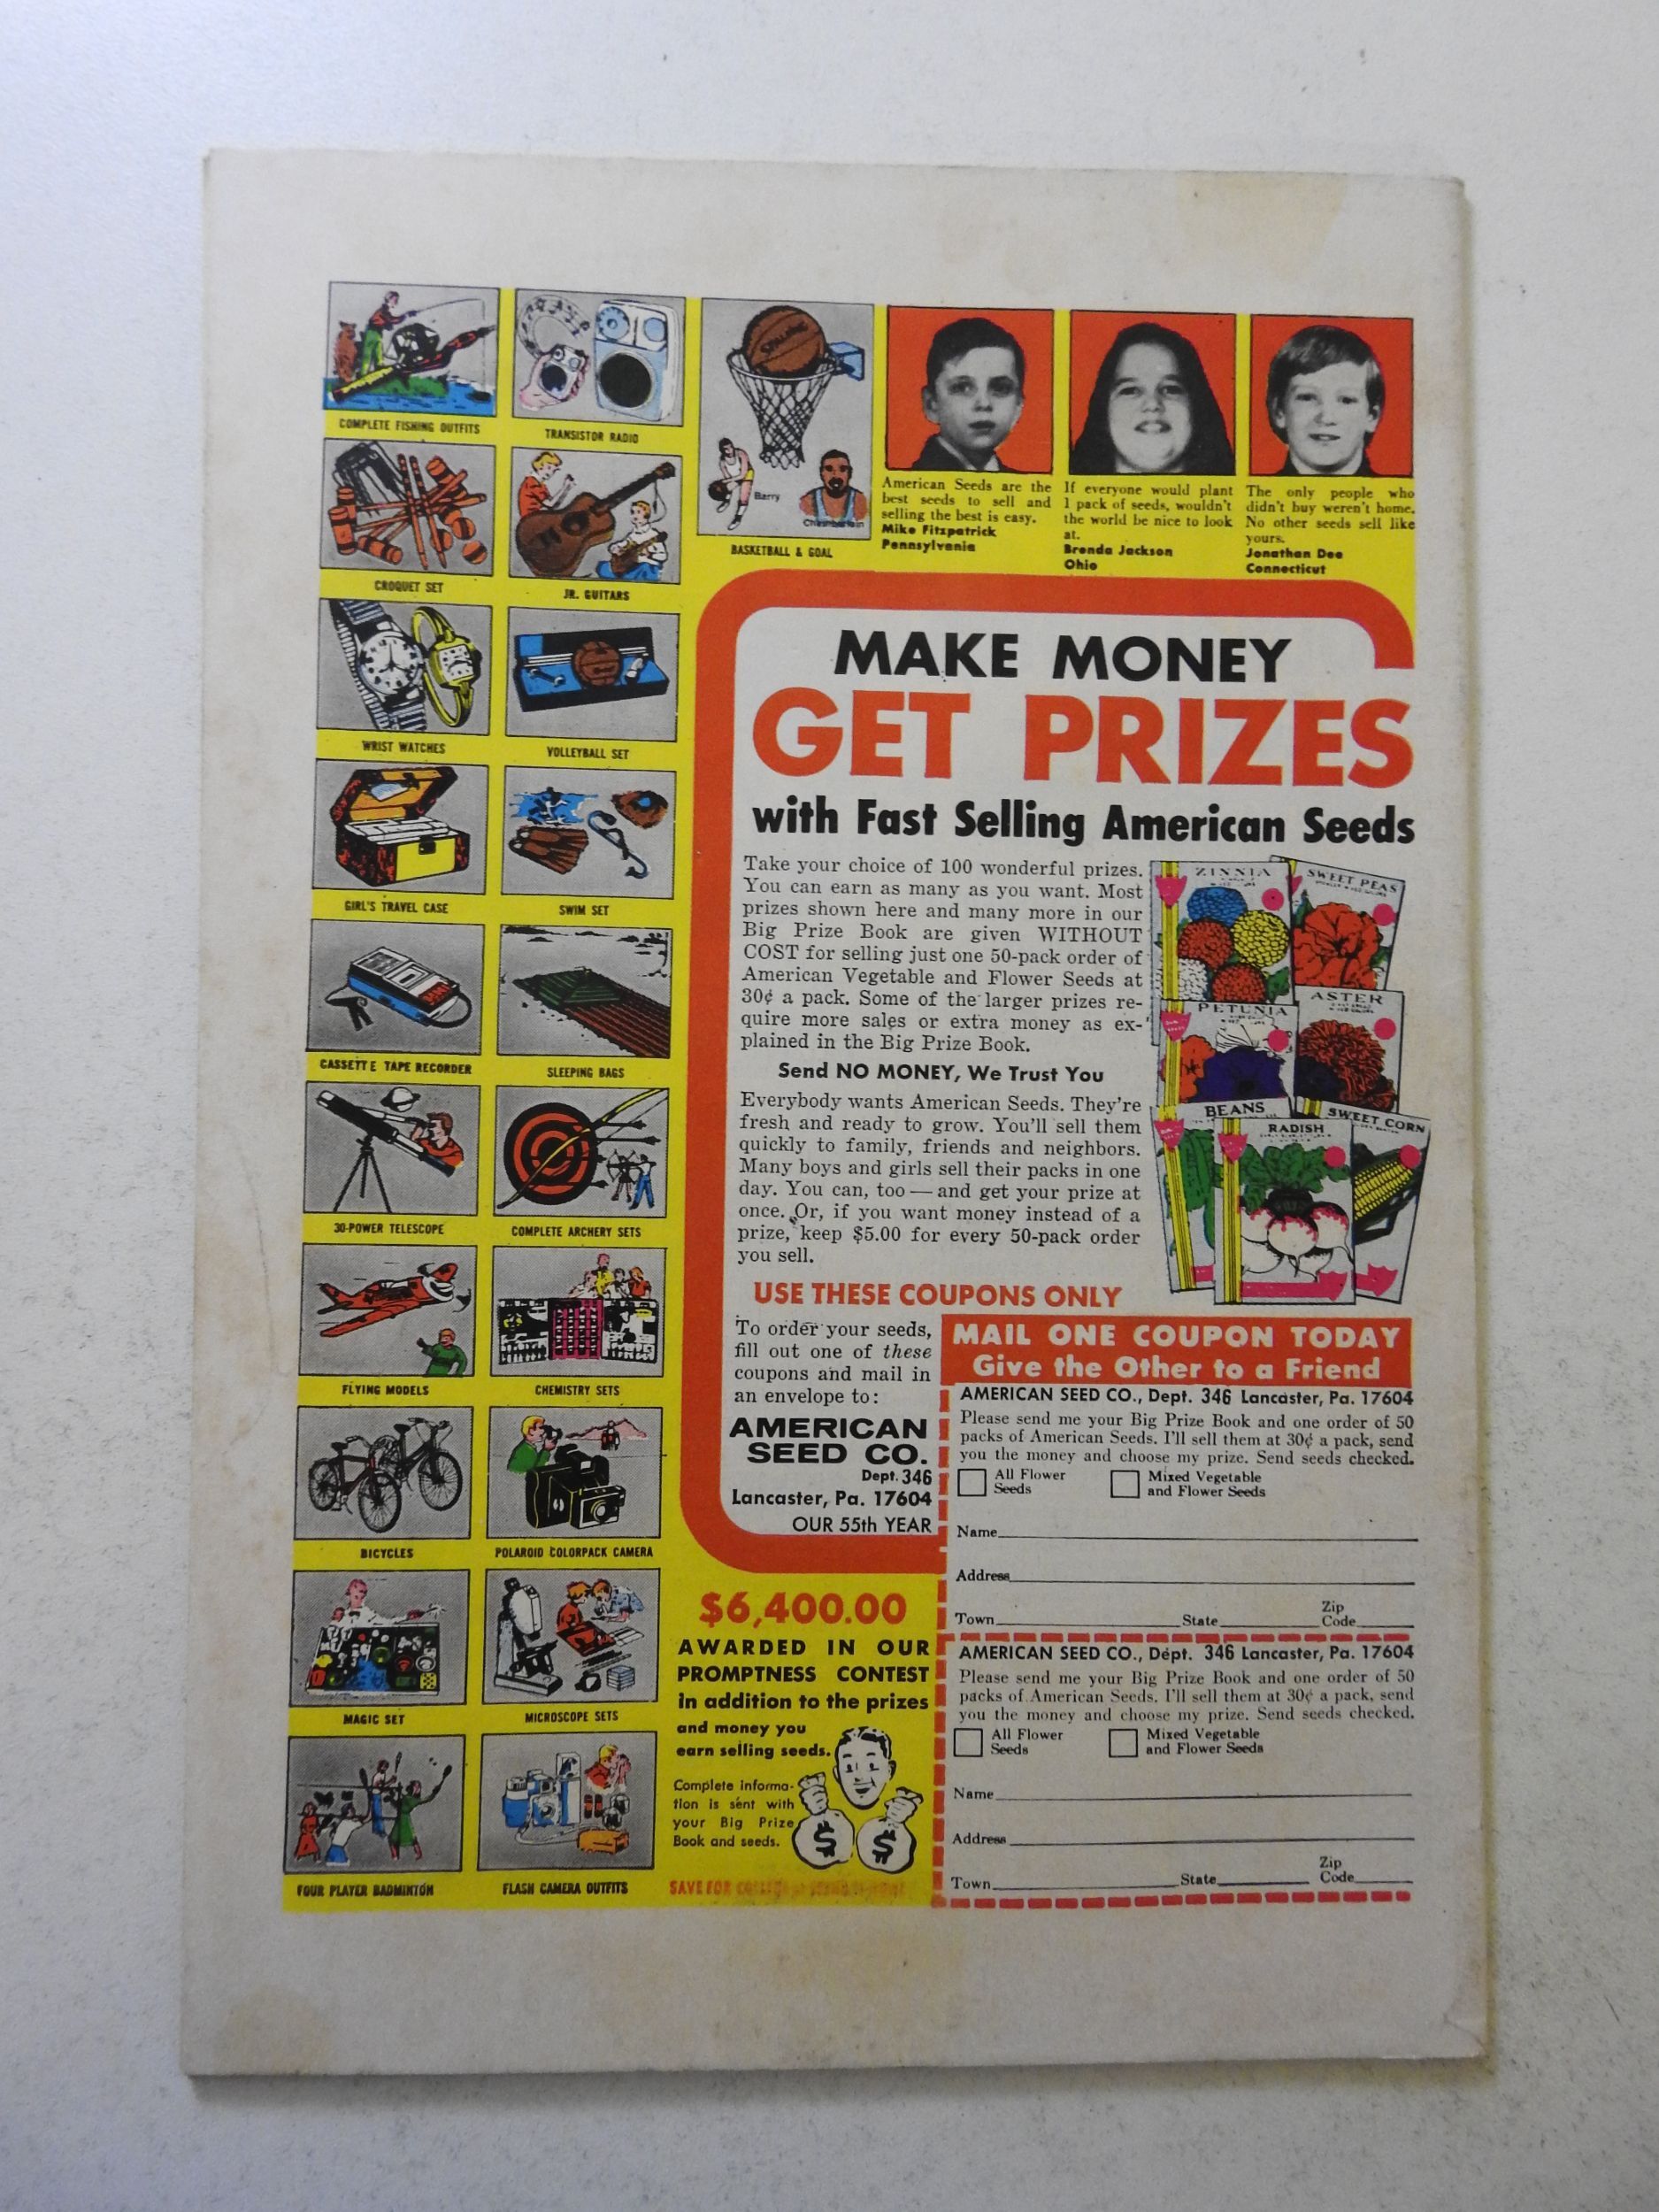 COMPLETE FISHING OUTFITS
TRANSISTOR RADIO
SPALDING
Barry
Chamberlain
BASKETBALL & GOAL
CROQUET SET
JR. GUITARS
WRIST WATCHES
VOLLEYBALL SET
GIRL'S TRAVEL CASE
SWIM SET
CASSETTE TAPE RECORDER
SLEEPING BAGS
30-POWER TELESCOPE
COMPLETE ARCHERY SETS
FLYING MODELS
CHEMISTRY SETS
BICYCLES
POLAROID COLORPACK CAMERA
MAGIC SET
MICROSCOPE SETS
FOUR PLAYER BADMINTON
FLASH CAMERA OUTFITS
American Seeds are the
best seeds to sell and
selling the best is easy.
Mike Fitzpatrick
Pennsylvania
If everyone would plant
1 pack of seeds, wouldn't
the world be nice to look
at.
Brenda Jackson
Ohio
The only people who
didn't buy weren't home.
No other seeds sell like
yours.
Jonathan Dee
Connecticut
MAKE MONEY
GET PRIZES
with Fast Selling American Seeds
Take your choice of 100 wonderful prizes.
You can earn as many as you want. Most
prizes shown here and many more in our
Big Prize Book are given WITHOUT
COST for selling just one 50-pack order of
American Vegetable and Flower Seeds at
30¢ a pack. Some of the larger prizes re-
quire more sales or extra money as ex-
plained in the Big Prize Book.
Send NO MONEY, We Trust You
Everybody wants American Seeds. They're
fresh and ready to grow. You'll sell them
quickly to family, friends and neighbors.
Many boys and girls sell their packs in one
day. You can, too — and get your prize at
once. Or, if you want money instead of a
prize, keep $5.00 for every 50-pack order
you sell.
ZINNIA
SWEET PEAS
PETUNIA
ASTER
BEANS
RADISH
SWEET CORN
USE THESE COUPONS ONLY
To order your seeds,
fill out one of these
coupons and mail in
an envelope to:
AMERICAN
SEED CO.
Dept. 346
Lancaster, Pa. 17604
OUR 55th YEAR
$6,400.00
AWARDED IN OUR
PROMPTNESS CONTEST
in addition to the prizes
and money you
earn selling seeds.
Complete informa-
tion is sent with
your Big Prize
Book and seeds.
$ $
SAVE FOR
MAIL ONE COUPON TODAY
Give the Other to a Friend
AMERICAN SEED CO., Dept. 346 Lancaster, Pa. 17604
Please send me your Big Prize Book and one order of 50
packs of American Seeds. I'll sell them at 30¢ a pack, send
you the money and choose my prize. Send seeds checked.
All Flower
Seeds
Mixed Vegetable
and Flower Seeds
Name
Address
Town State Zip Code
AMERICAN SEED CO., Dept. 346 Lancaster, Pa. 17604
Please send me your Big Prize Book and one order of 50
packs of American Seeds. I'll sell them at 30¢ a pack, send
you the money and choose my prize. Send seeds checked.
All Flower
Seeds
Mixed Vegetable
and Flower Seeds
Name
Address
Town State Zip Code